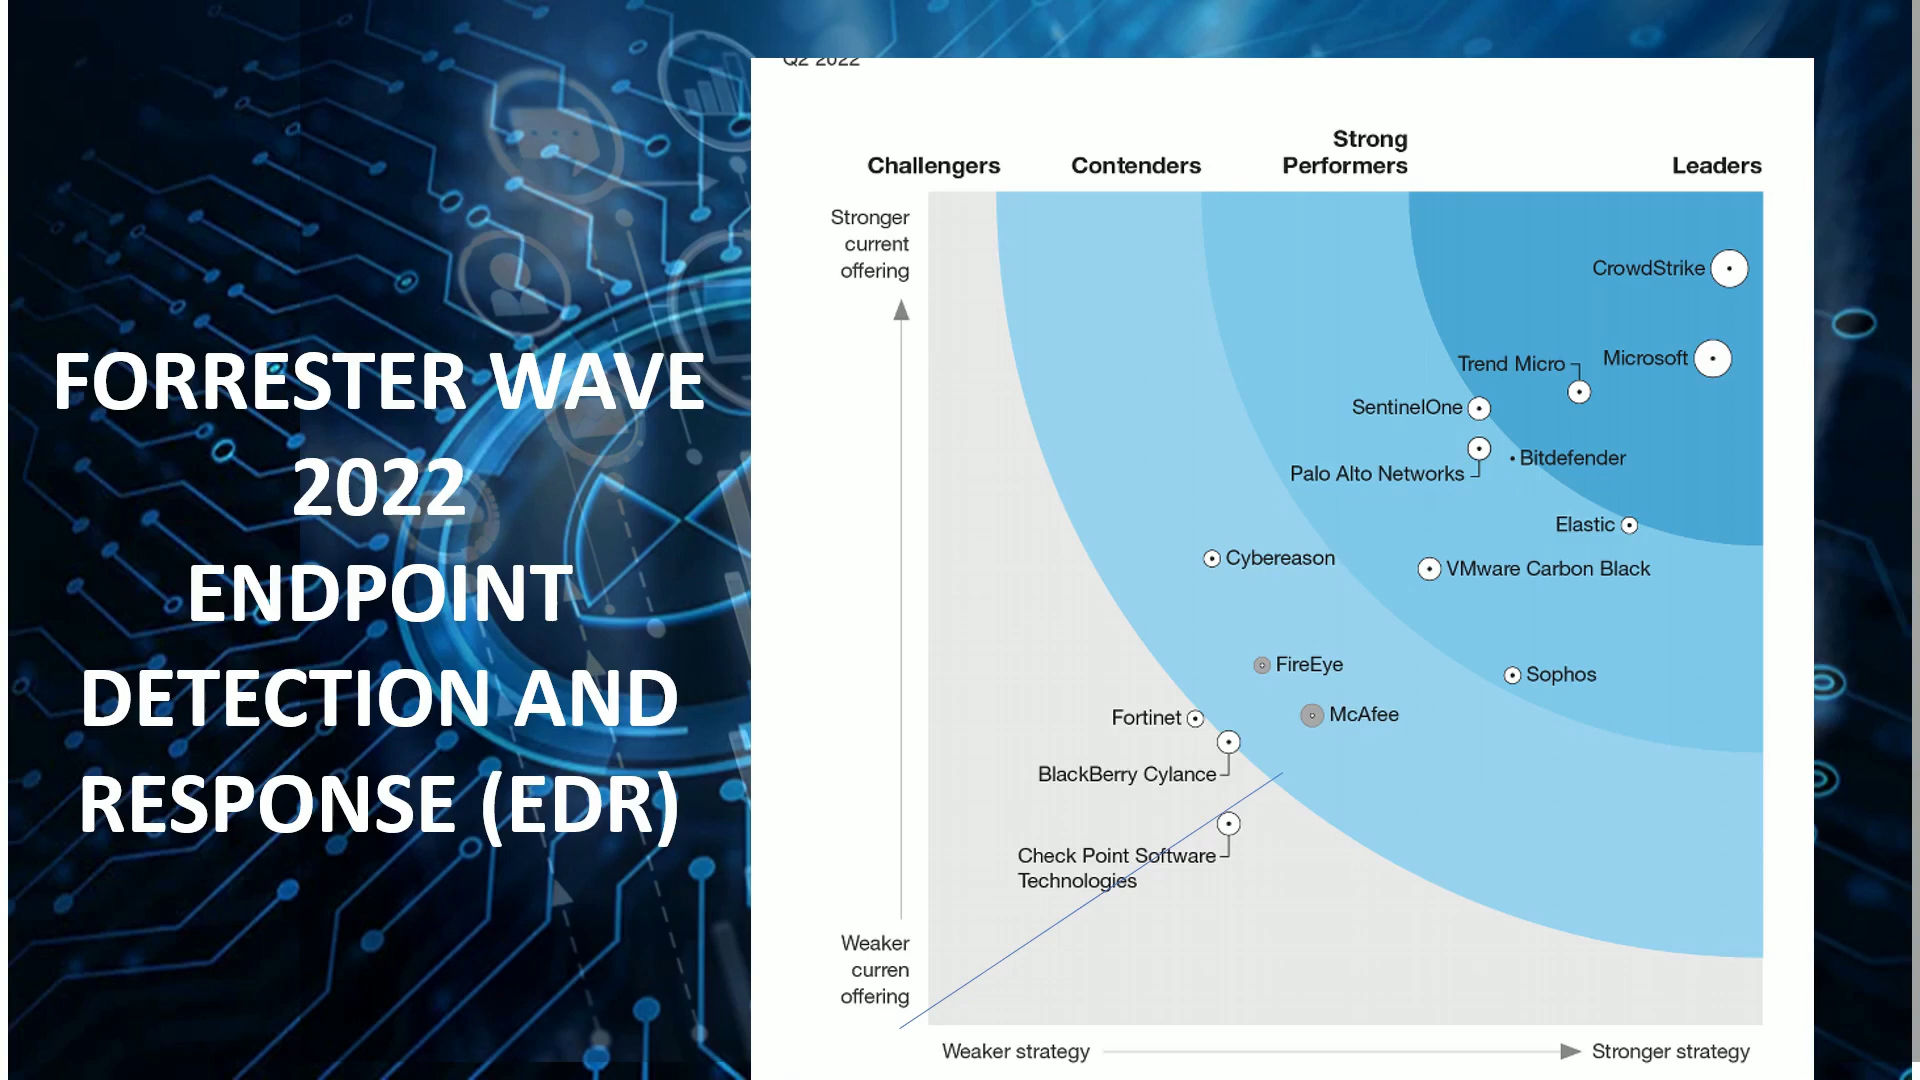 FORRESTER WAVE
2022
ENDPOINT
DETECTION AND
RESPONSE (EDR)
Q2 2022
Challengers
Contenders
Strong
Performers
Leaders
Stronger
current
offering
CrowdStrike
Microsoft
Trend Micro
SentinelOne
Palo Alto Networks
Bitdefender
Elastic
Cybereason
VMware Carbon Black
FireEye
Sophos
Fortinet
McAfee
BlackBerry Cylance
Check Point Software
Technologies
Weaker
curren
offering
Weaker strategy
Stronger strategy